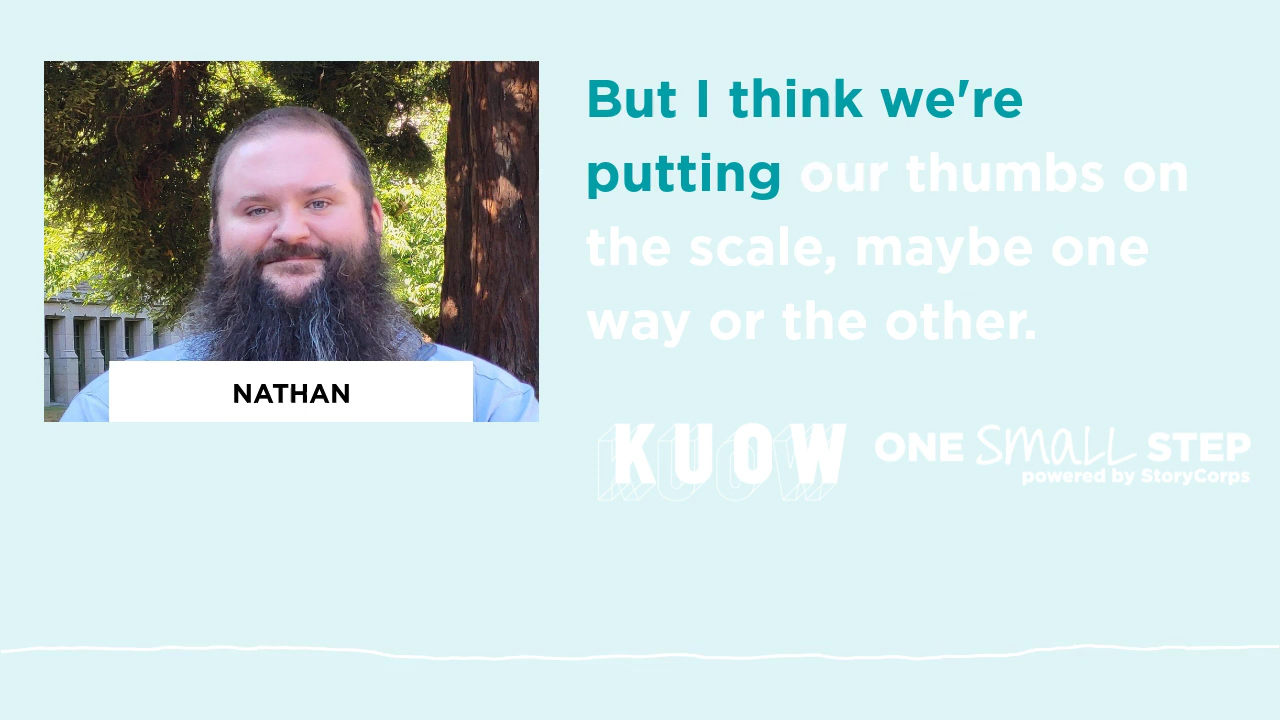 But I think we're
putting our thumbs on
the scale, maybe one
way or the other.
NATHAN
KUOW
ONE SMALL STEP
powered by StoryCorps